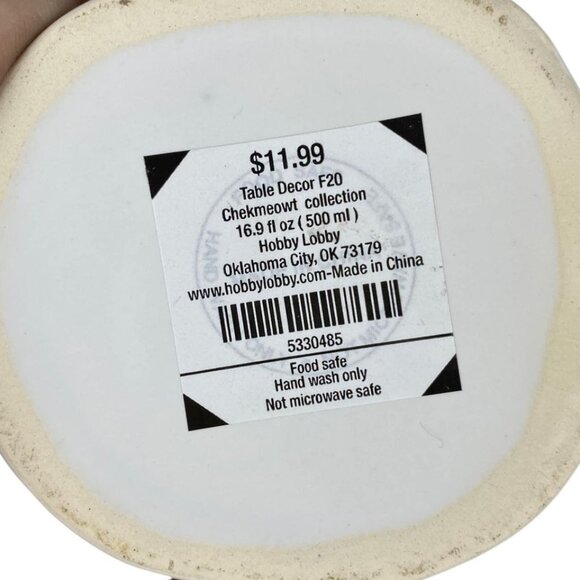 $11.99
Table Decor F20
Chekmeowt collection
16.9 fl oz ( 500 ml )
Hobby Lobby
Oklahoma City, OK 73179
www.hobbylobby.com-Made in China
5330485
Food safe
Hand wash only
Not microwave safe